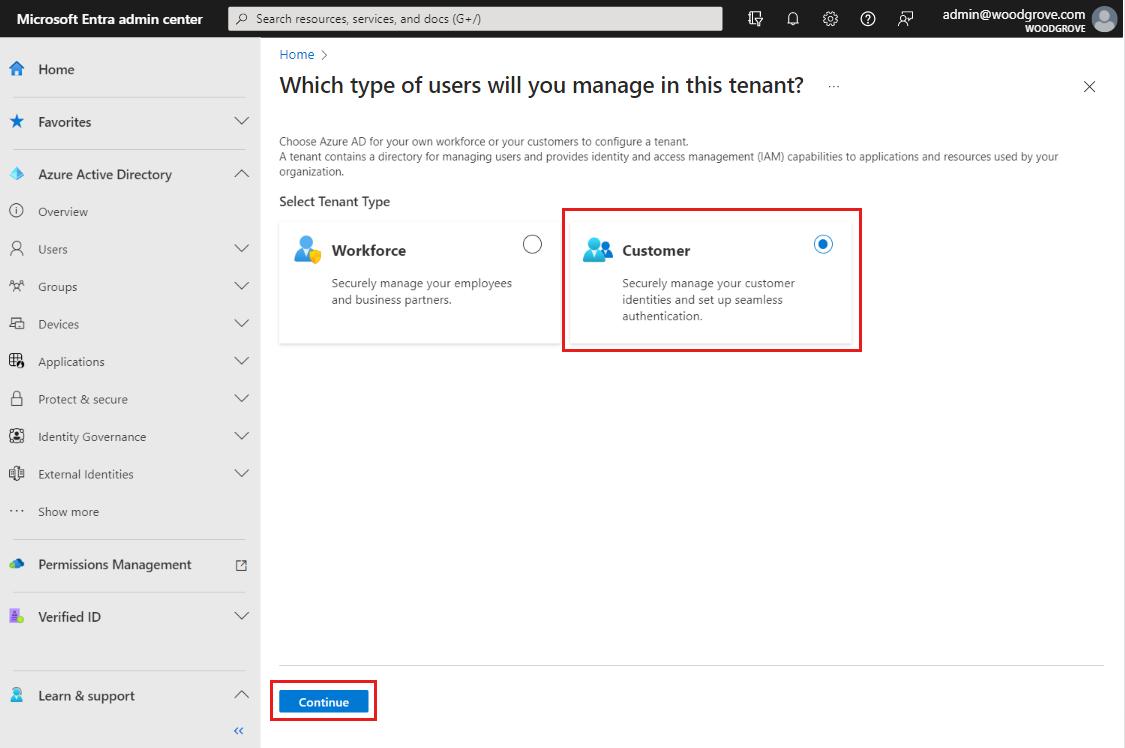 Microsoft Entra admin center
Search resources, services, and docs (G+/)
admin@woodgrove.com
WOODGROVE
Home
Favorites
Azure Active Directory
Overview
Users
Groups
Devices
Applications
Protect & secure
Identity Governance
External Identities
Show more
Permissions Management
Verified ID
Learn & support
Home
Which type of users will you manage in this tenant?
Choose Azure AD for your own workforce or your customers to configure a tenant.
A tenant contains a directory for managing users and provides identity and access management (IAM) capabilities to applications and resources used by your
organization.
Select Tenant Type
Workforce
Securely manage your employees
and business partners.
Customer
Securely manage your customer
identities and set up seamless
authentication.
Continue